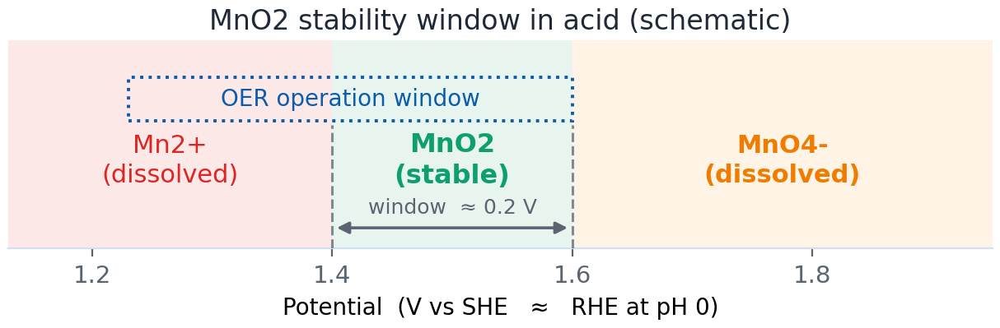 MnO2 stability window in acid (schematic)
OER operation window
Mn2+
(dissolved)
MnO2
(stable)
MnO4-
(dissolved)
window ≈ 0.2 V
1.2
1.4
1.6
1.8
Potential (V vs SHE ≈ RHE at pH 0)